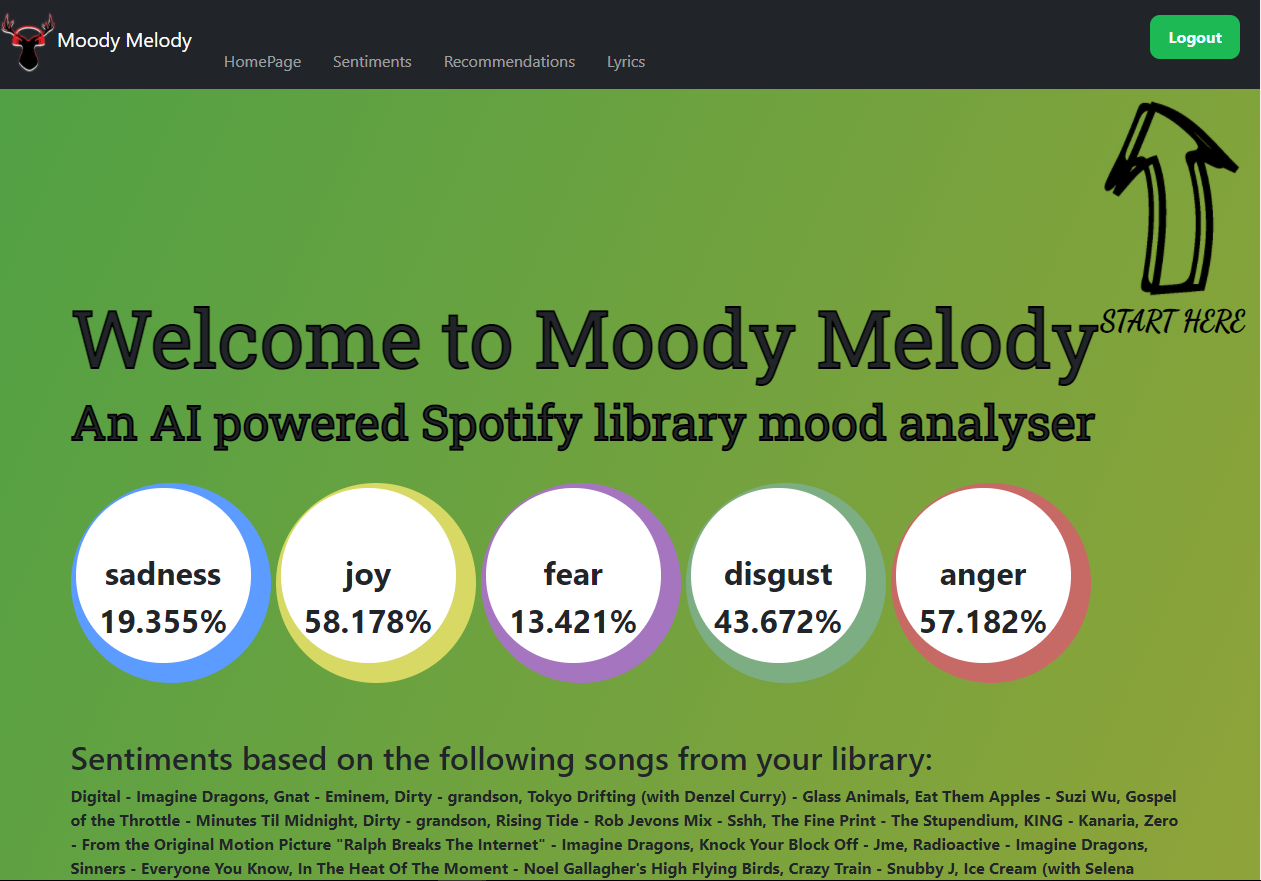 Moody Melody
HomePage
Sentiments
Recommendations
Lyrics
Logout
START HERE
Welcome to Moody Melody
An AI powered Spotify library mood analyser
sadness
19.355%
joy
58.178%
fear
13.421%
disgust
43.672%
anger
57.182%
Sentiments based on the following songs from your library:
Digital - Imagine Dragons, Gnat - Eminem, Dirty - grandson, Tokyo Drifting (with Denzel Curry) - Glass Animals, Eat Them Apples - Suzi Wu, Gospel
of the Throttle - Minutes Til Midnight, Dirty - grandson, Rising Tide - Rob Jevons Mix - Sshh, The Fine Print - The Stupendium, KING - Kanaria, Zero
- From the Original Motion Picture "Ralph Breaks The Internet" - Imagine Dragons, Knock Your Block Off - Jme, Radioactive - Imagine Dragons,
Sinners - Everyone You Know, In The Heat Of The Moment - Noel Gallagher's High Flying Birds, Crazy Train - Snubby J, Ice Cream (with Selena